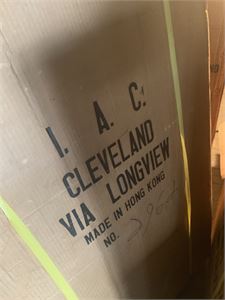 I. A. C.
CLEVELAND
VIA LONGVIEW
MADE IN HONG KONG
NO.